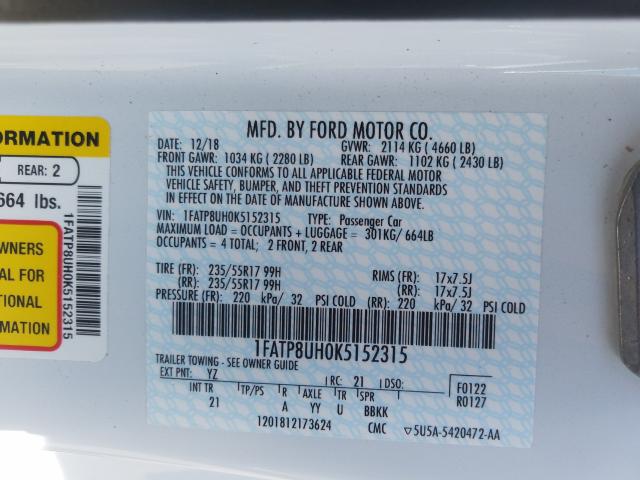 ORMATION
REAR: 2
664 lbs.
WNERS
AL FOR
TIONAL
RMATION
1FATP8UH0K5152315
MFD. BY FORD MOTOR CO.
DATE: 12/18 GVWR: 2114 KG ( 4660 LB)
FRONT GAWR: 1034 KG ( 2280 LB) REAR GAWR: 1102 KG ( 2430 LB)
THIS VEHICLE CONFORMS TO ALL APPLICABLE FEDERAL MOTOR
VEHICLE SAFETY, BUMPER, AND THEFT PREVENTION STANDARDS
IN EFFECT ON THE DATE OF MANUFACTURE SHOWN ABOVE.
VIN: 1FATP8UH0K5152315 TYPE: Passenger Car
MAXIMUM LOAD = OCCUPANTS + LUGGAGE = 301KG/ 664LB
OCCUPANTS = 4 TOTAL; 2 FRONT, 2 REAR
TIRE (FR): 235/55R17 99H RIMS (FR): 17x7.5J
(RR): 235/55R17 99H (RR): 17x7.5J
PRESSURE (FR): 220 kPa/ 32 PSI COLD (RR): 220 kPa/ 32 PSI COLD
1FATP8UH0K5152315
TRAILER TOWING - SEE OWNER GUIDE
EXT PNT: YZ RC: 21 DSO: F0122
INT TR TP/PS R AXLE TR SPR R0127
21 A YY U BBKK
1201812173624 CMC ▽5U5A-5420472-AA